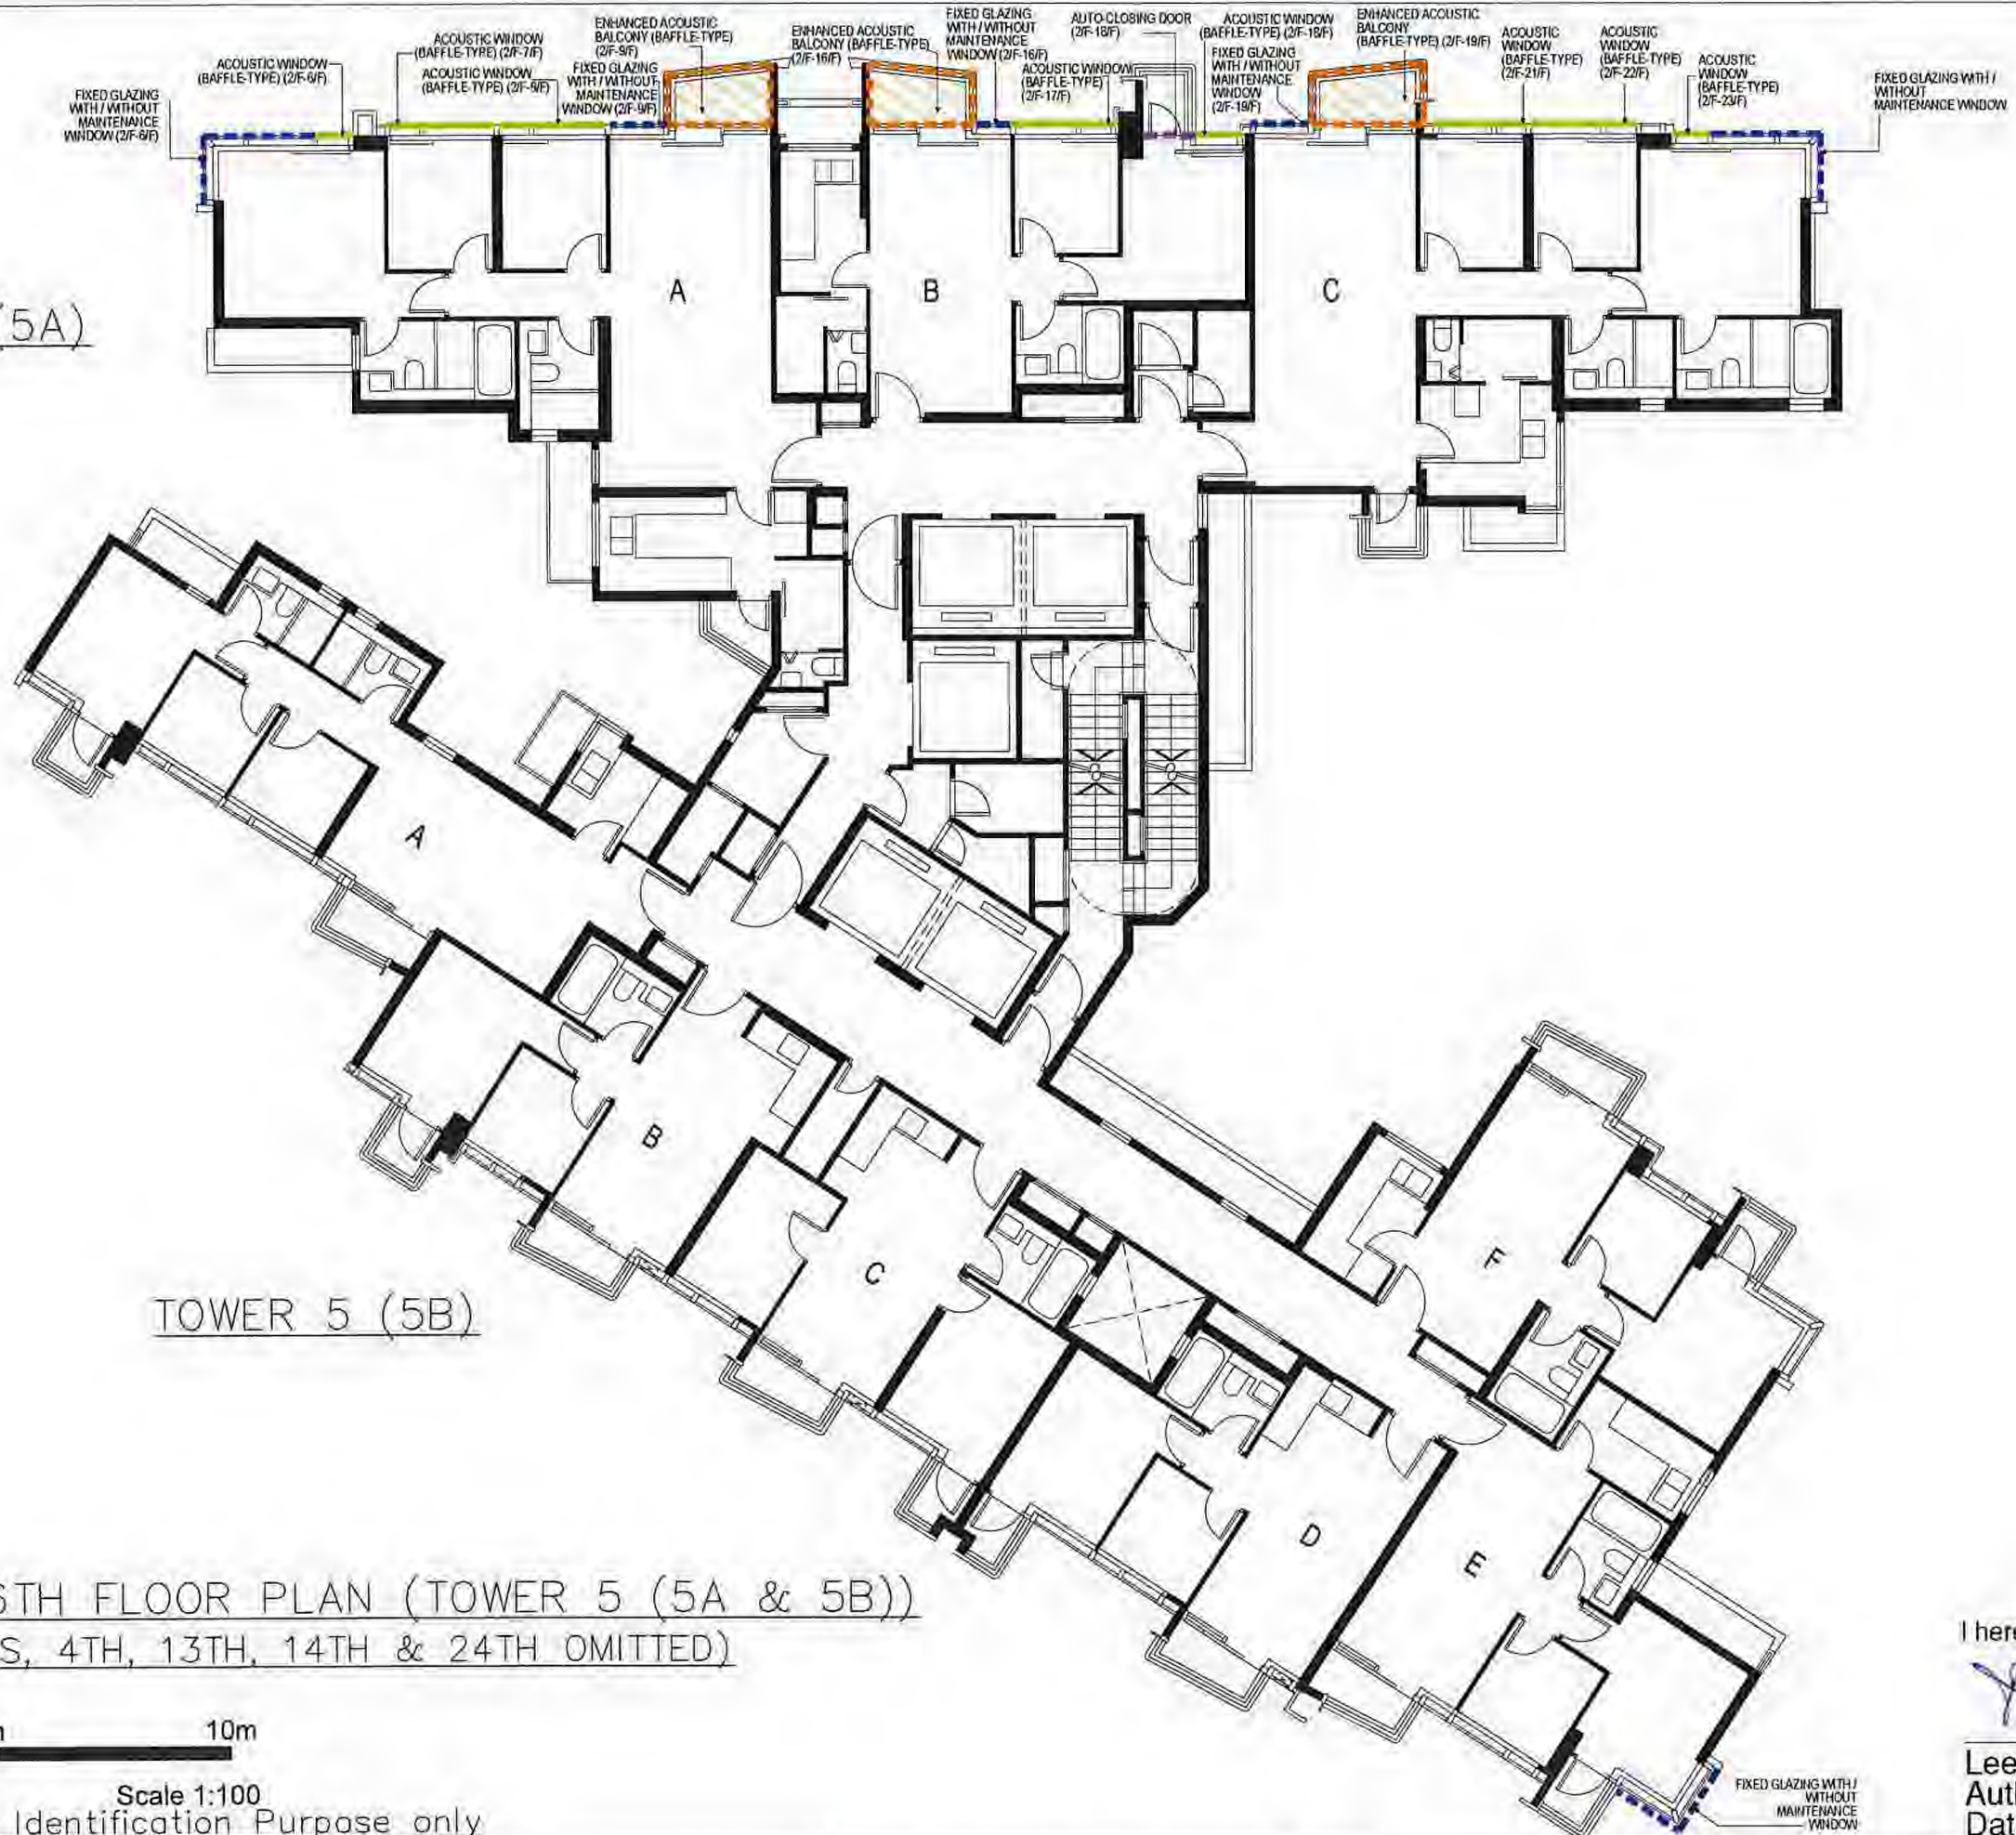 FIXED GLAZING
WITH / WITHOUT
MAINTENANCE
WINDOW (2/F-6/F)
ACOUSTIC WINDOW
(BAFFLE-TYPE) (2/F-6/F)
ACOUSTIC WINDOW
(BAFFLE-TYPE) (2/F-7/F)
ACOUSTIC WINDOW
(BAFFLE-TYPE) (2/F-9/F)
ENHANCED ACOUSTIC
BALCONY (BAFFLE-TYPE)
(2/F-9/F)
FIXED GLAZING
WITH / WITHOUT
MAINTENANCE
WINDOW (2/F-9/F)
ENHANCED ACOUSTIC
BALCONY (BAFFLE-TYPE)
(2/F-16/F)
FIXED GLAZING
WITH / WITHOUT
MAINTENANCE
WINDOW (2/F-16/F)
ACOUSTIC WINDOW
(BAFFLE-TYPE)
(2/F-17/F)
AUTO-CLOSING DOOR
(2/F-18/F)
ACOUSTIC WINDOW
(BAFFLE-TYPE) (2/F-18/F)
FIXED GLAZING
WITH / WITHOUT
MAINTENANCE
WINDOW
(2/F-19/F)
ENHANCED ACOUSTIC
BALCONY
(BAFFLE-TYPE) (2/F-19/F)
ACOUSTIC
WINDOW
(BAFFLE-TYPE)
(2/F-21/F)
ACOUSTIC
WINDOW
(BAFFLE-TYPE)
(2/F-22/F)
ACOUSTIC
WINDOW
(BAFFLE-TYPE)
(2/F-23/F)
FIXED GLAZING WITH /
WITHOUT
MAINTENANCE WINDOW
A
B
C
(5A)
A
B
C
F
D
E
TOWER 5 (5B)
6TH FLOOR PLAN (TOWER 5 (5A & 5B))
S, 4TH, 13TH, 14TH & 24TH OMITTED)
10m
Scale 1:100
Identification Purpose only
FIXED GLAZING WITH /
WITHOUT
MAINTENANCE
WINDOW
I here
Lee
Auth
Dat